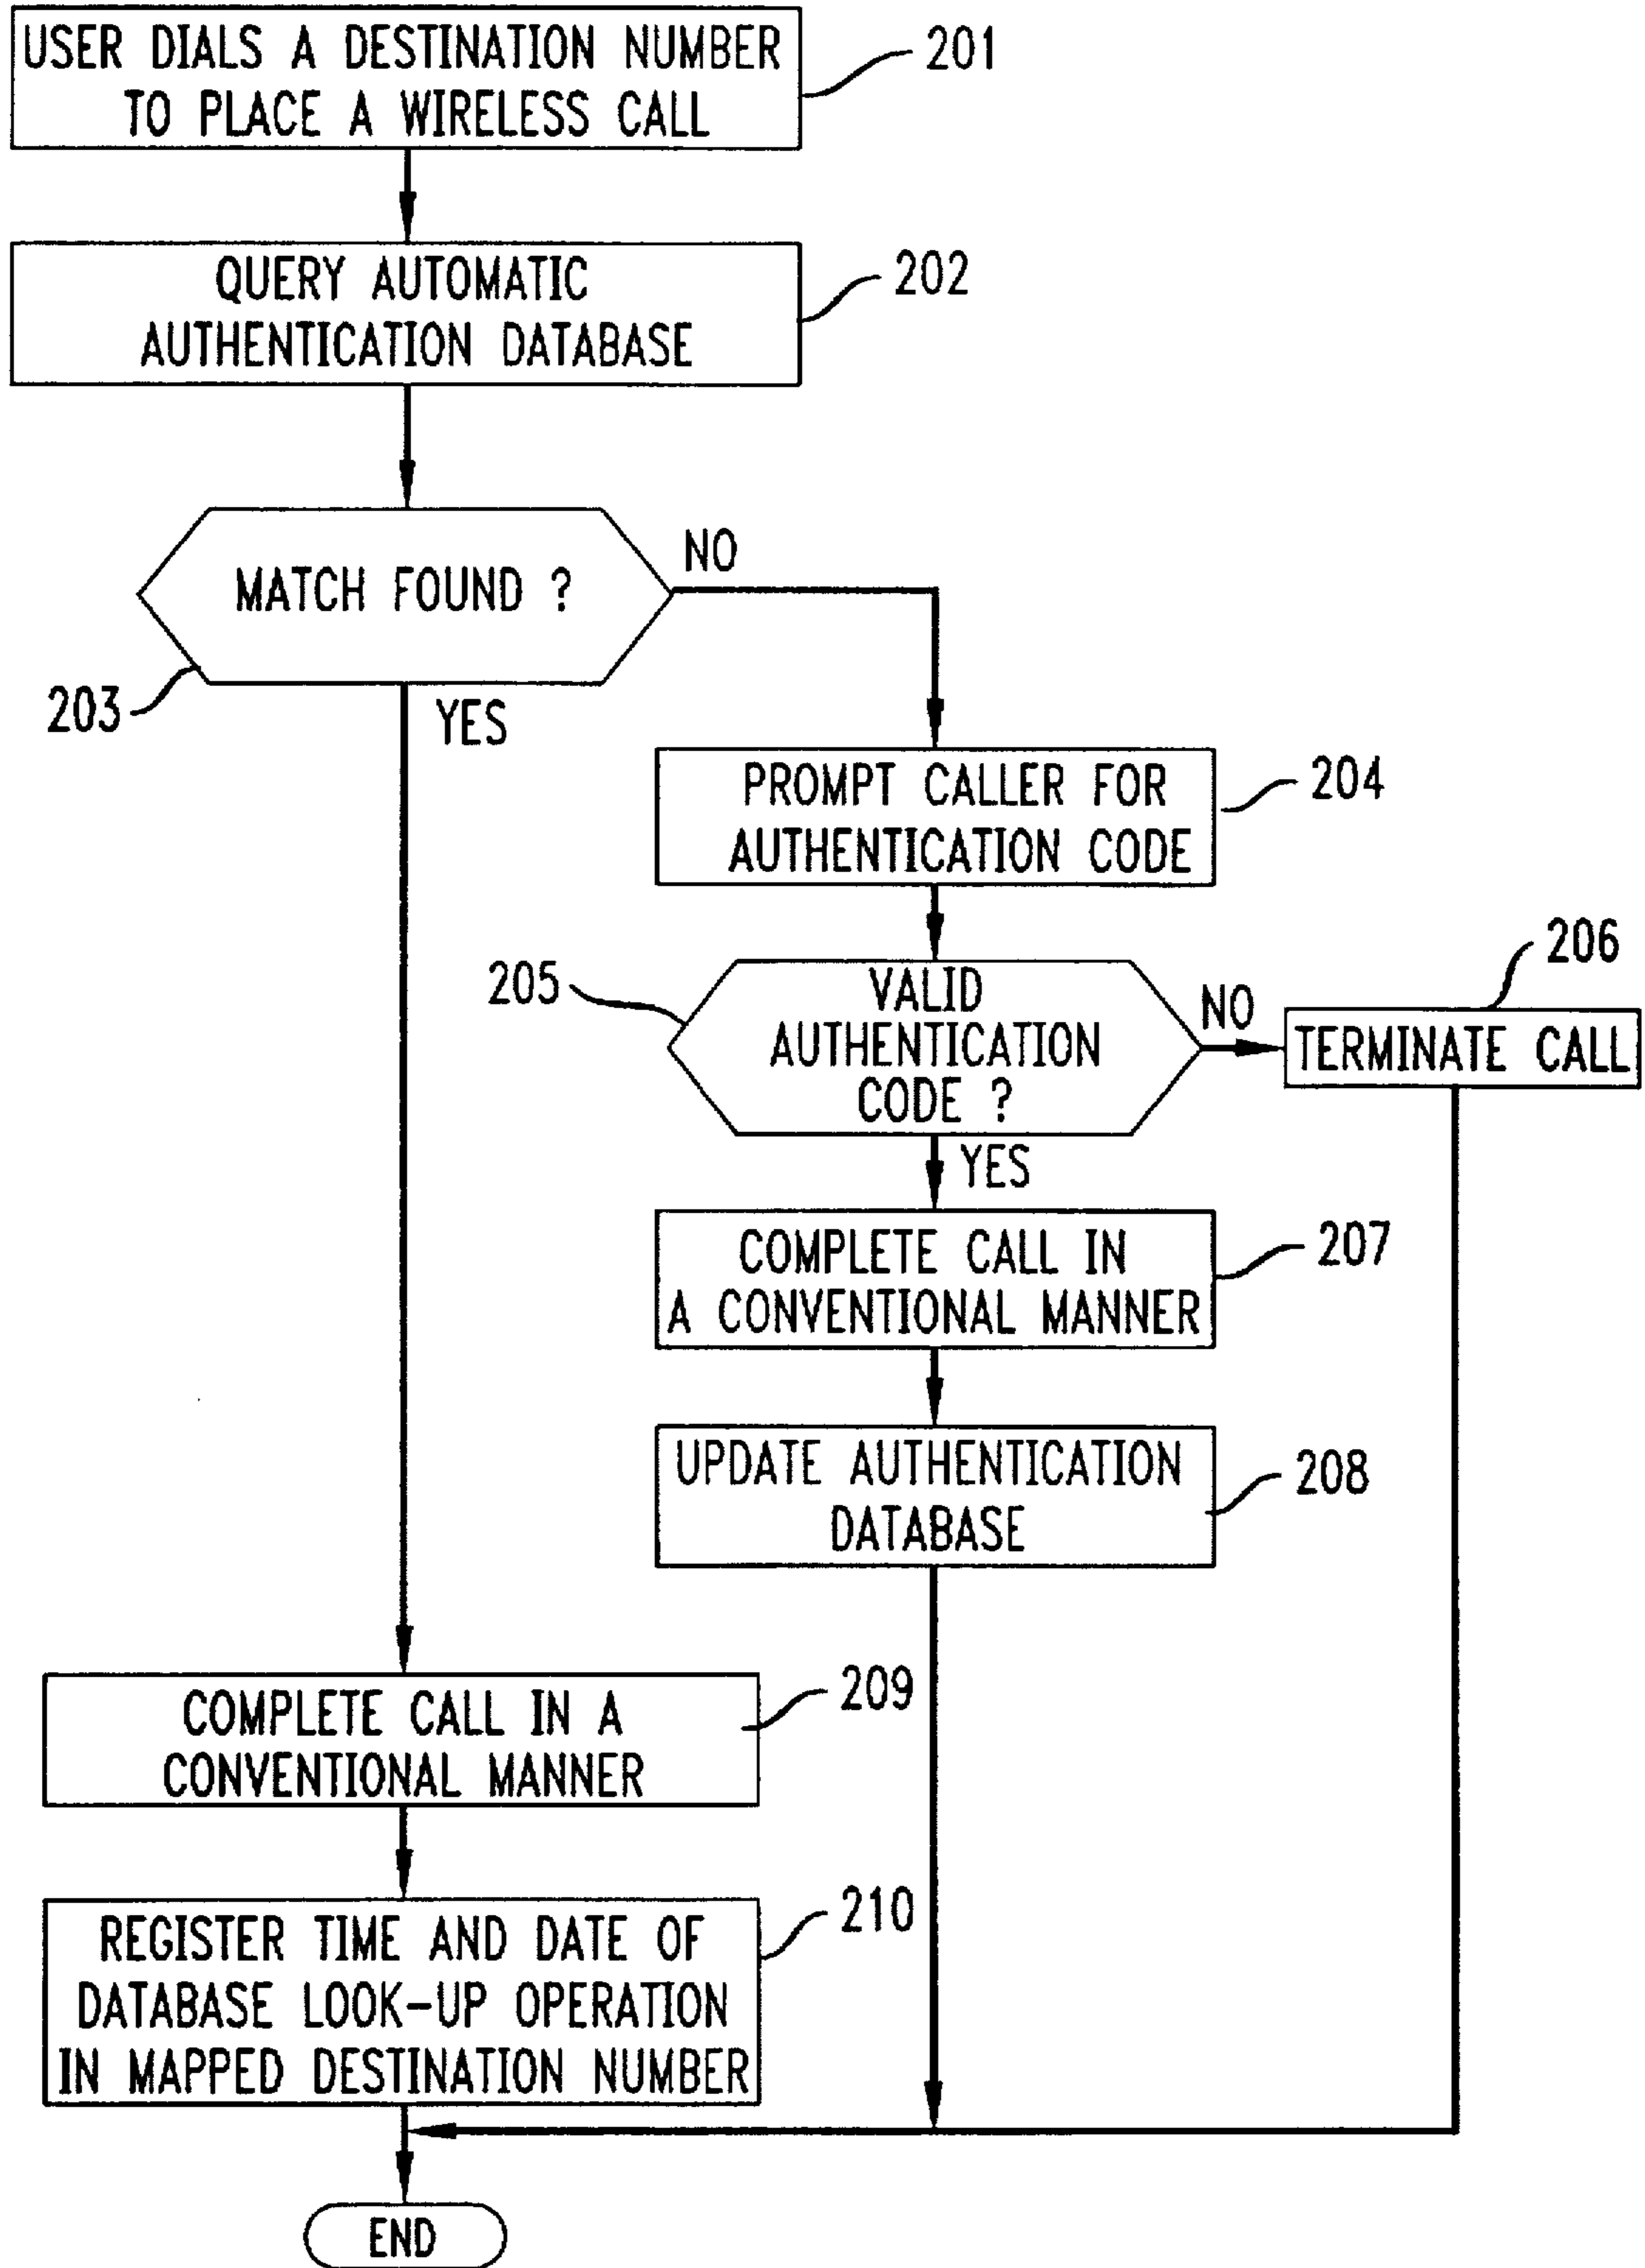 USER DIALS A DESTINATION NUMBER
TO PLACE A WIRELESS CALL
201
QUERY AUTOMATIC
AUTHENTICATION DATABASE
202
MATCH FOUND ?
NO
203
YES
PROMPT CALLER FOR
AUTHENTICATION CODE
204
205
VALID
AUTHENTICATION
CODE ?
NO
206
TERMINATE CALL
YES
COMPLETE CALL IN
A CONVENTIONAL MANNER
207
UPDATE AUTHENTICATION
DATABASE
208
COMPLETE CALL IN A
CONVENTIONAL MANNER
209
REGISTER TIME AND DATE OF
DATABASE LOOK-UP OPERATION
IN MAPPED DESTINATION NUMBER
210
END